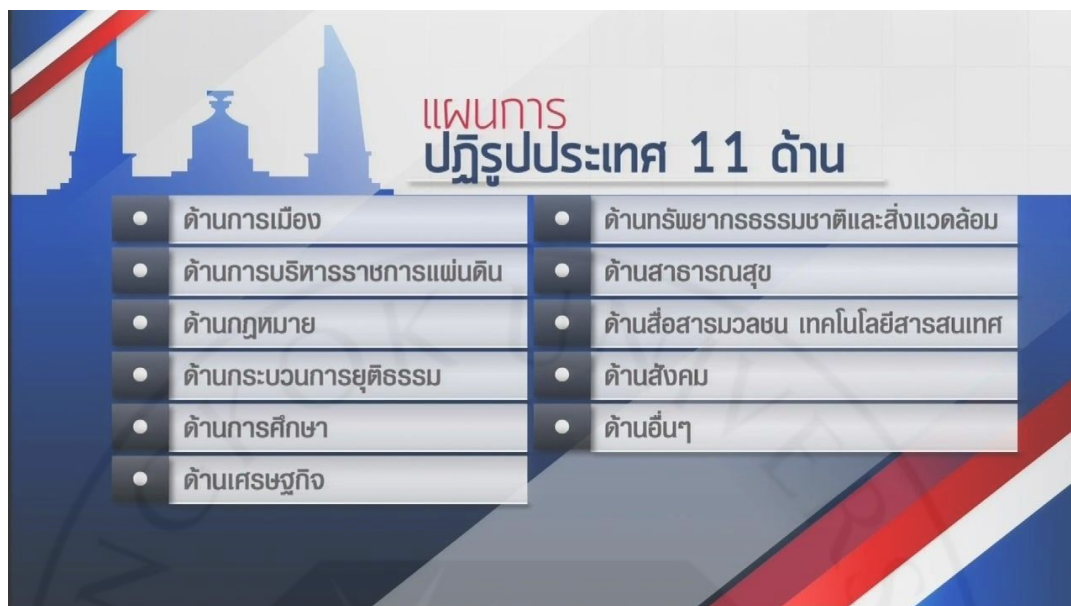 แผนการ
ปฏิรูปประเทศ 11 ด้าน
ด้านการเมือง
ด้านการบริหารราชการแผ่นดิน
ด้านกฎหมาย
ด้านกระบวนการยุติธรรม
ด้านการศึกษา
ด้านเศรษฐกิจ
ด้านทรัพยากรธรรมชาติและสิ่งแวดล้อม
ด้านสาธารณสุข
ด้านสื่อสารมวลชน เทคโนโลยีสารสนเทศ
ด้านสังคม
ด้านอื่นๆ